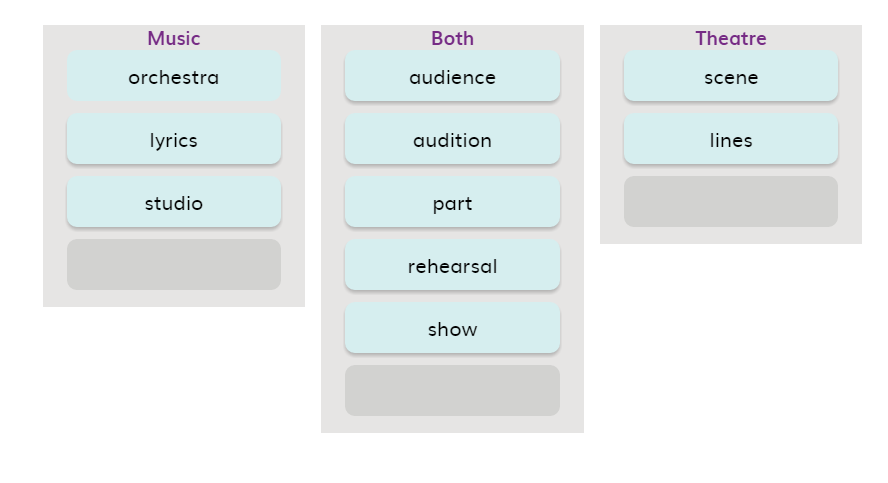 Music
orchestra
lyrics
studio
Both
audience
audition
part
rehearsal
show
Theatre
scene
lines